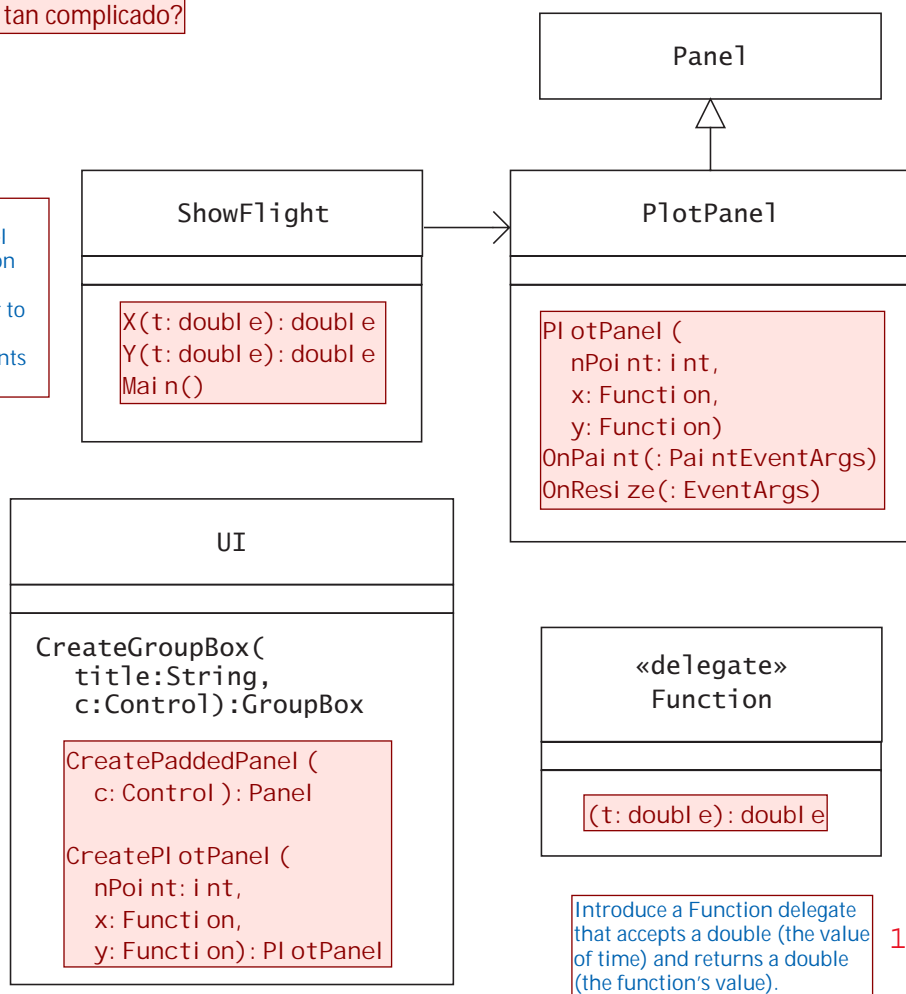 tan complicado?
Panel
ShowFlight
PlotPanel
l
on
to
nts
X(t:double):double
Y(t:double):double
Main()
PlotPanel(
nPoint:int,
x:Function,
y:Function)
OnPaint(:PaintEventArgs)
OnResize(:EventArgs)
UI
CreateGroupBox(
title:String,
c:Control):GroupBox
CreatePaddedPanel(
c:Control):Panel
CreatePlotPanel(
nPoint:int,
x:Function,
y:Function):PlotPanel
«delegate»
Function
(t:double):double
Introduce a Function delegate
that accepts a double (the value
of time) and returns a double
(the function's value).
1